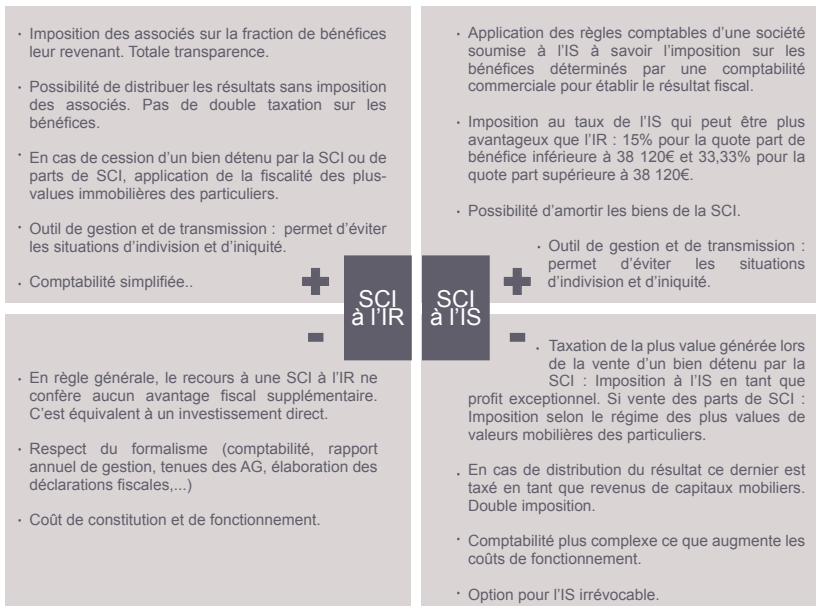 · Imposition des associés sur la fraction de bénéfices
leur revenant. Totale transparence.
· Possibilité de distribuer les résultats sans imposition
des associés. Pas de double taxation sur les
bénéfices.
· En cas de cession d’un bien détenu par la SCI ou de
parts de SCI, application de la fiscalité des plus-
values immobilières des particuliers.
· Outil de gestion et de transmission : permet d’éviter
les situations d’indivision et d’iniquité.
· Comptabilité simplifiée..
+
SCI
à l’IR
-
· En règle générale, le recours à une SCI à l’IR ne
confère aucun avantage fiscal supplémentaire.
C’est équivalent à un investissement direct.
· Respect du formalisme (comptabilité, rapport
annuel de gestion, tenues des AG, élaboration des
déclarations fiscales,...)
· Coût de constitution et de fonctionnement.
· Application des règles comptables d’une société
soumise à l’IS à savoir l’imposition sur les
bénéfices déterminés par une comptabilité
commerciale pour établir le résultat fiscal.
· Imposition au taux de l’IS qui peut être plus
avantageux que l’IR : 15% pour la quote part de
bénéfice inférieure à 38 120€ et 33,33% pour la
quote part supérieure à 38 120€.
· Possibilité d’amortir les biens de la SCI.
· Outil de gestion et de transmission :
permet d’éviter les situations
d’indivision et d’iniquité.
SCI
à l’IS
+
-
· Taxation de la plus value générée lors
de la vente d’un bien détenu par la
SCI : Imposition à l’IS en tant que
profit exceptionnel. Si vente des parts de SCI :
Imposition selon le régime des plus values de
valeurs mobilières des particuliers.
· En cas de distribution du résultat ce dernier est
taxé en tant que revenus de capitaux mobiliers.
Double imposition.
· Comptabilité plus complexe ce que augmente les
coûts de fonctionnement.
· Option pour l’IS irrévocable.